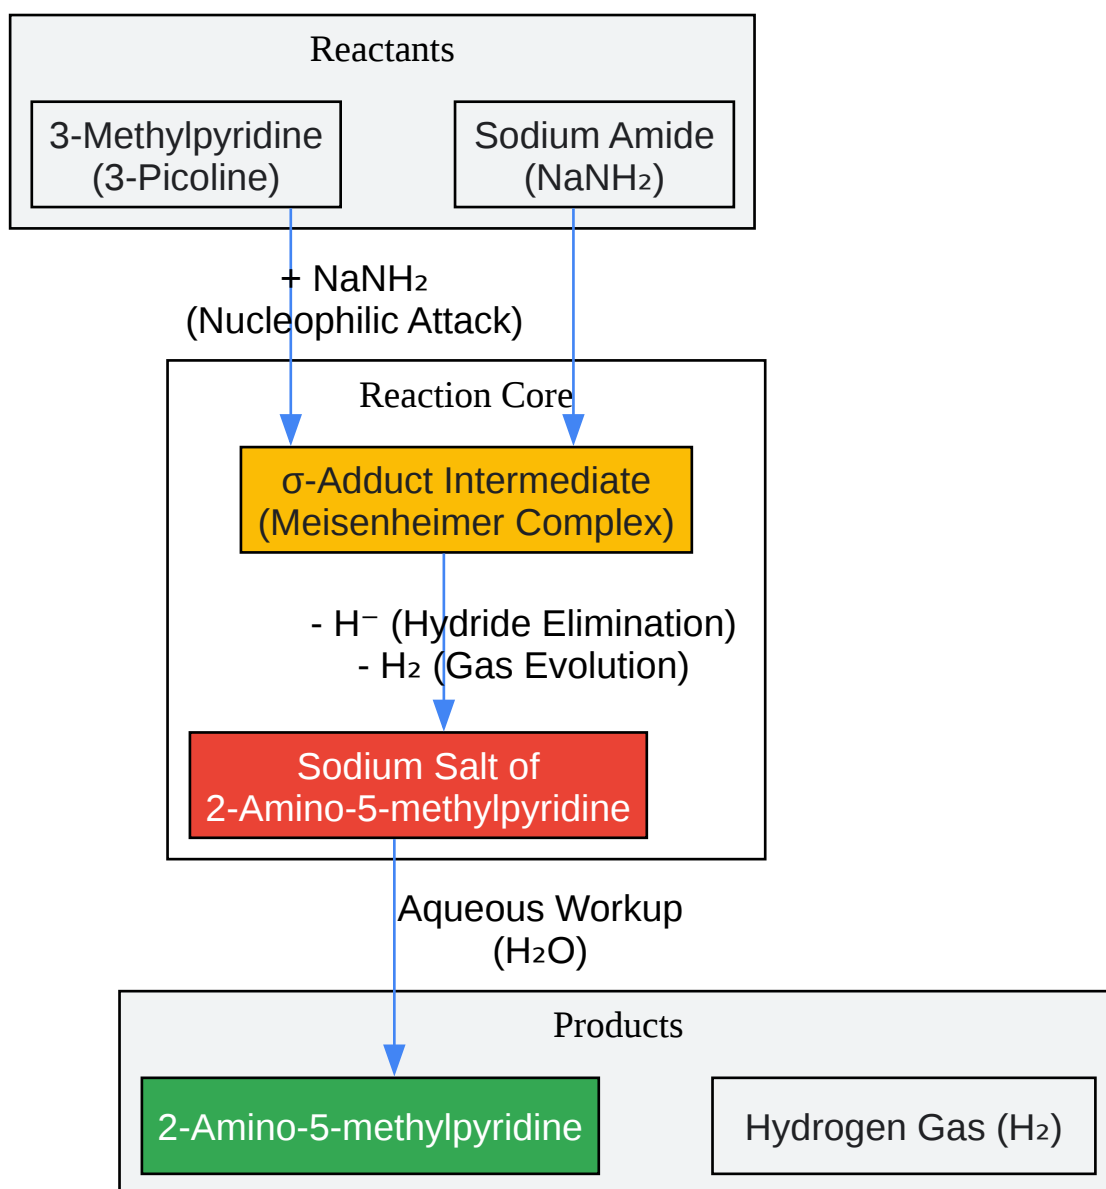 Reactants
3-Methylpyridine
(3-Picoline)
Sodium Amide
(NaNH₂)
+ NaNH₂
(Nucleophilic Attack)
Reaction Core
σ-Adduct Intermediate
(Meisenheimer Complex)
- H⁻ (Hydride Elimination)
- H₂ (Gas Evolution)
Sodium Salt of
2-Amino-5-methylpyridine
Aqueous Workup
(H₂O)
Products
2-Amino-5-methylpyridine
Hydrogen Gas (H₂)